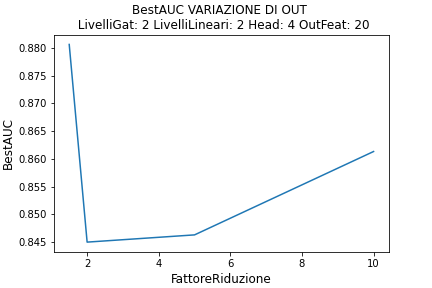 BestAUC VARIAZIONE DI OUT
LivelliGat: 2 LivelliLineari: 2 Head: 4 OutFeat: 20
BestAUC
0.880
0.875
0.870
0.865
0.860
0.855
0.850
0.845
2 4 6 8 10
FattoreRiduzione